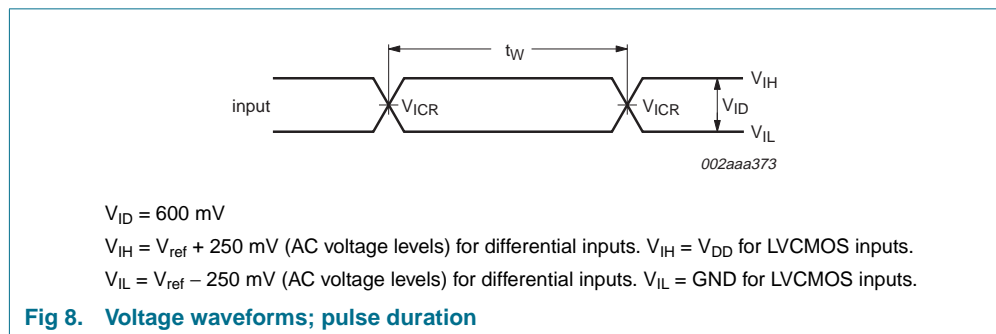 tW
VIH
input
VICR
VICR
VID
VIL
002aaa373
VID = 600 mV
VIH = Vref + 250 mV (AC voltage levels) for differential inputs. VIH = VDD for LVCMOS inputs.
VIL = Vref − 250 mV (AC voltage levels) for differential inputs. VIL = GND for LVCMOS inputs.
Fig 8. Voltage waveforms; pulse duration